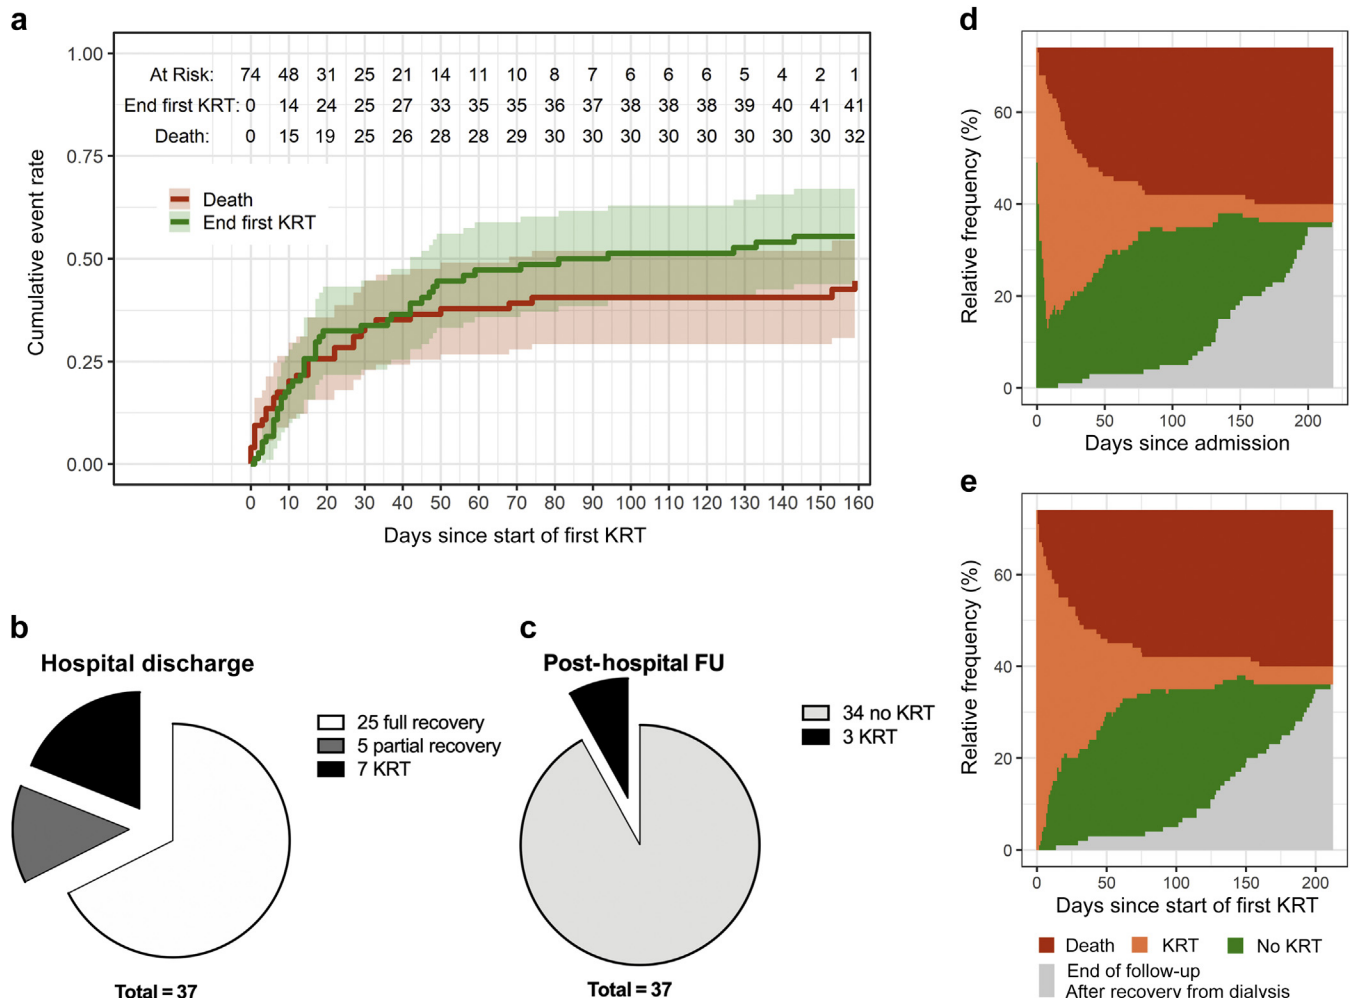 a
1.00
0.75
0.50
0.25
0.00
Cumulative event rate
At Risk: 74 48 31 25 21 14 11 10 8 7 6 6 6 5 4 2 1
End first KRT: 0 14 24 25 27 33 35 35 36 37 38 38 38 39 40 41 41
Death: 0 15 19 25 26 28 28 29 30 30 30 30 30 30 30 30 32
Death
End first KRT
0 10 20 30 40 50 60 70 80 90 100 110 120 130 140 150 160
Days since start of first KRT
b
Hospital discharge
25 full recovery
5 partial recovery
7 KRT
Total = 37
c
Post-hospital FU
34 no KRT
3 KRT
Total = 37
d
Relative frequency (%)
60
40
20
0
0 50 100 150 200
Days since admission
e
Relative frequency (%)
60
40
20
0
0 50 100 150 200
Days since start of first KRT
Death KRT No KRT
End of follow-up
After recovery from dialysis